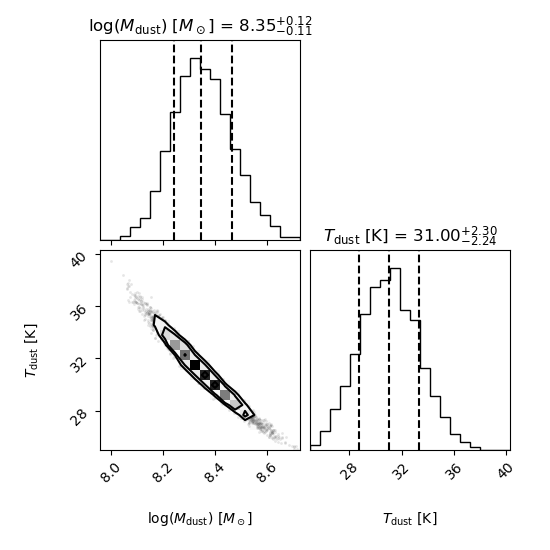 log(M_dust) [M_⊙] = 8.35^{+0.12}_{−0.11}
T_dust [K] = 31.00^{+2.30}_{−2.24}
T_dust [K]
40
36
32
28
8.0 8.2 8.4 8.6
28 32 36 40
log(M_dust) [M_⊙]
T_dust [K]